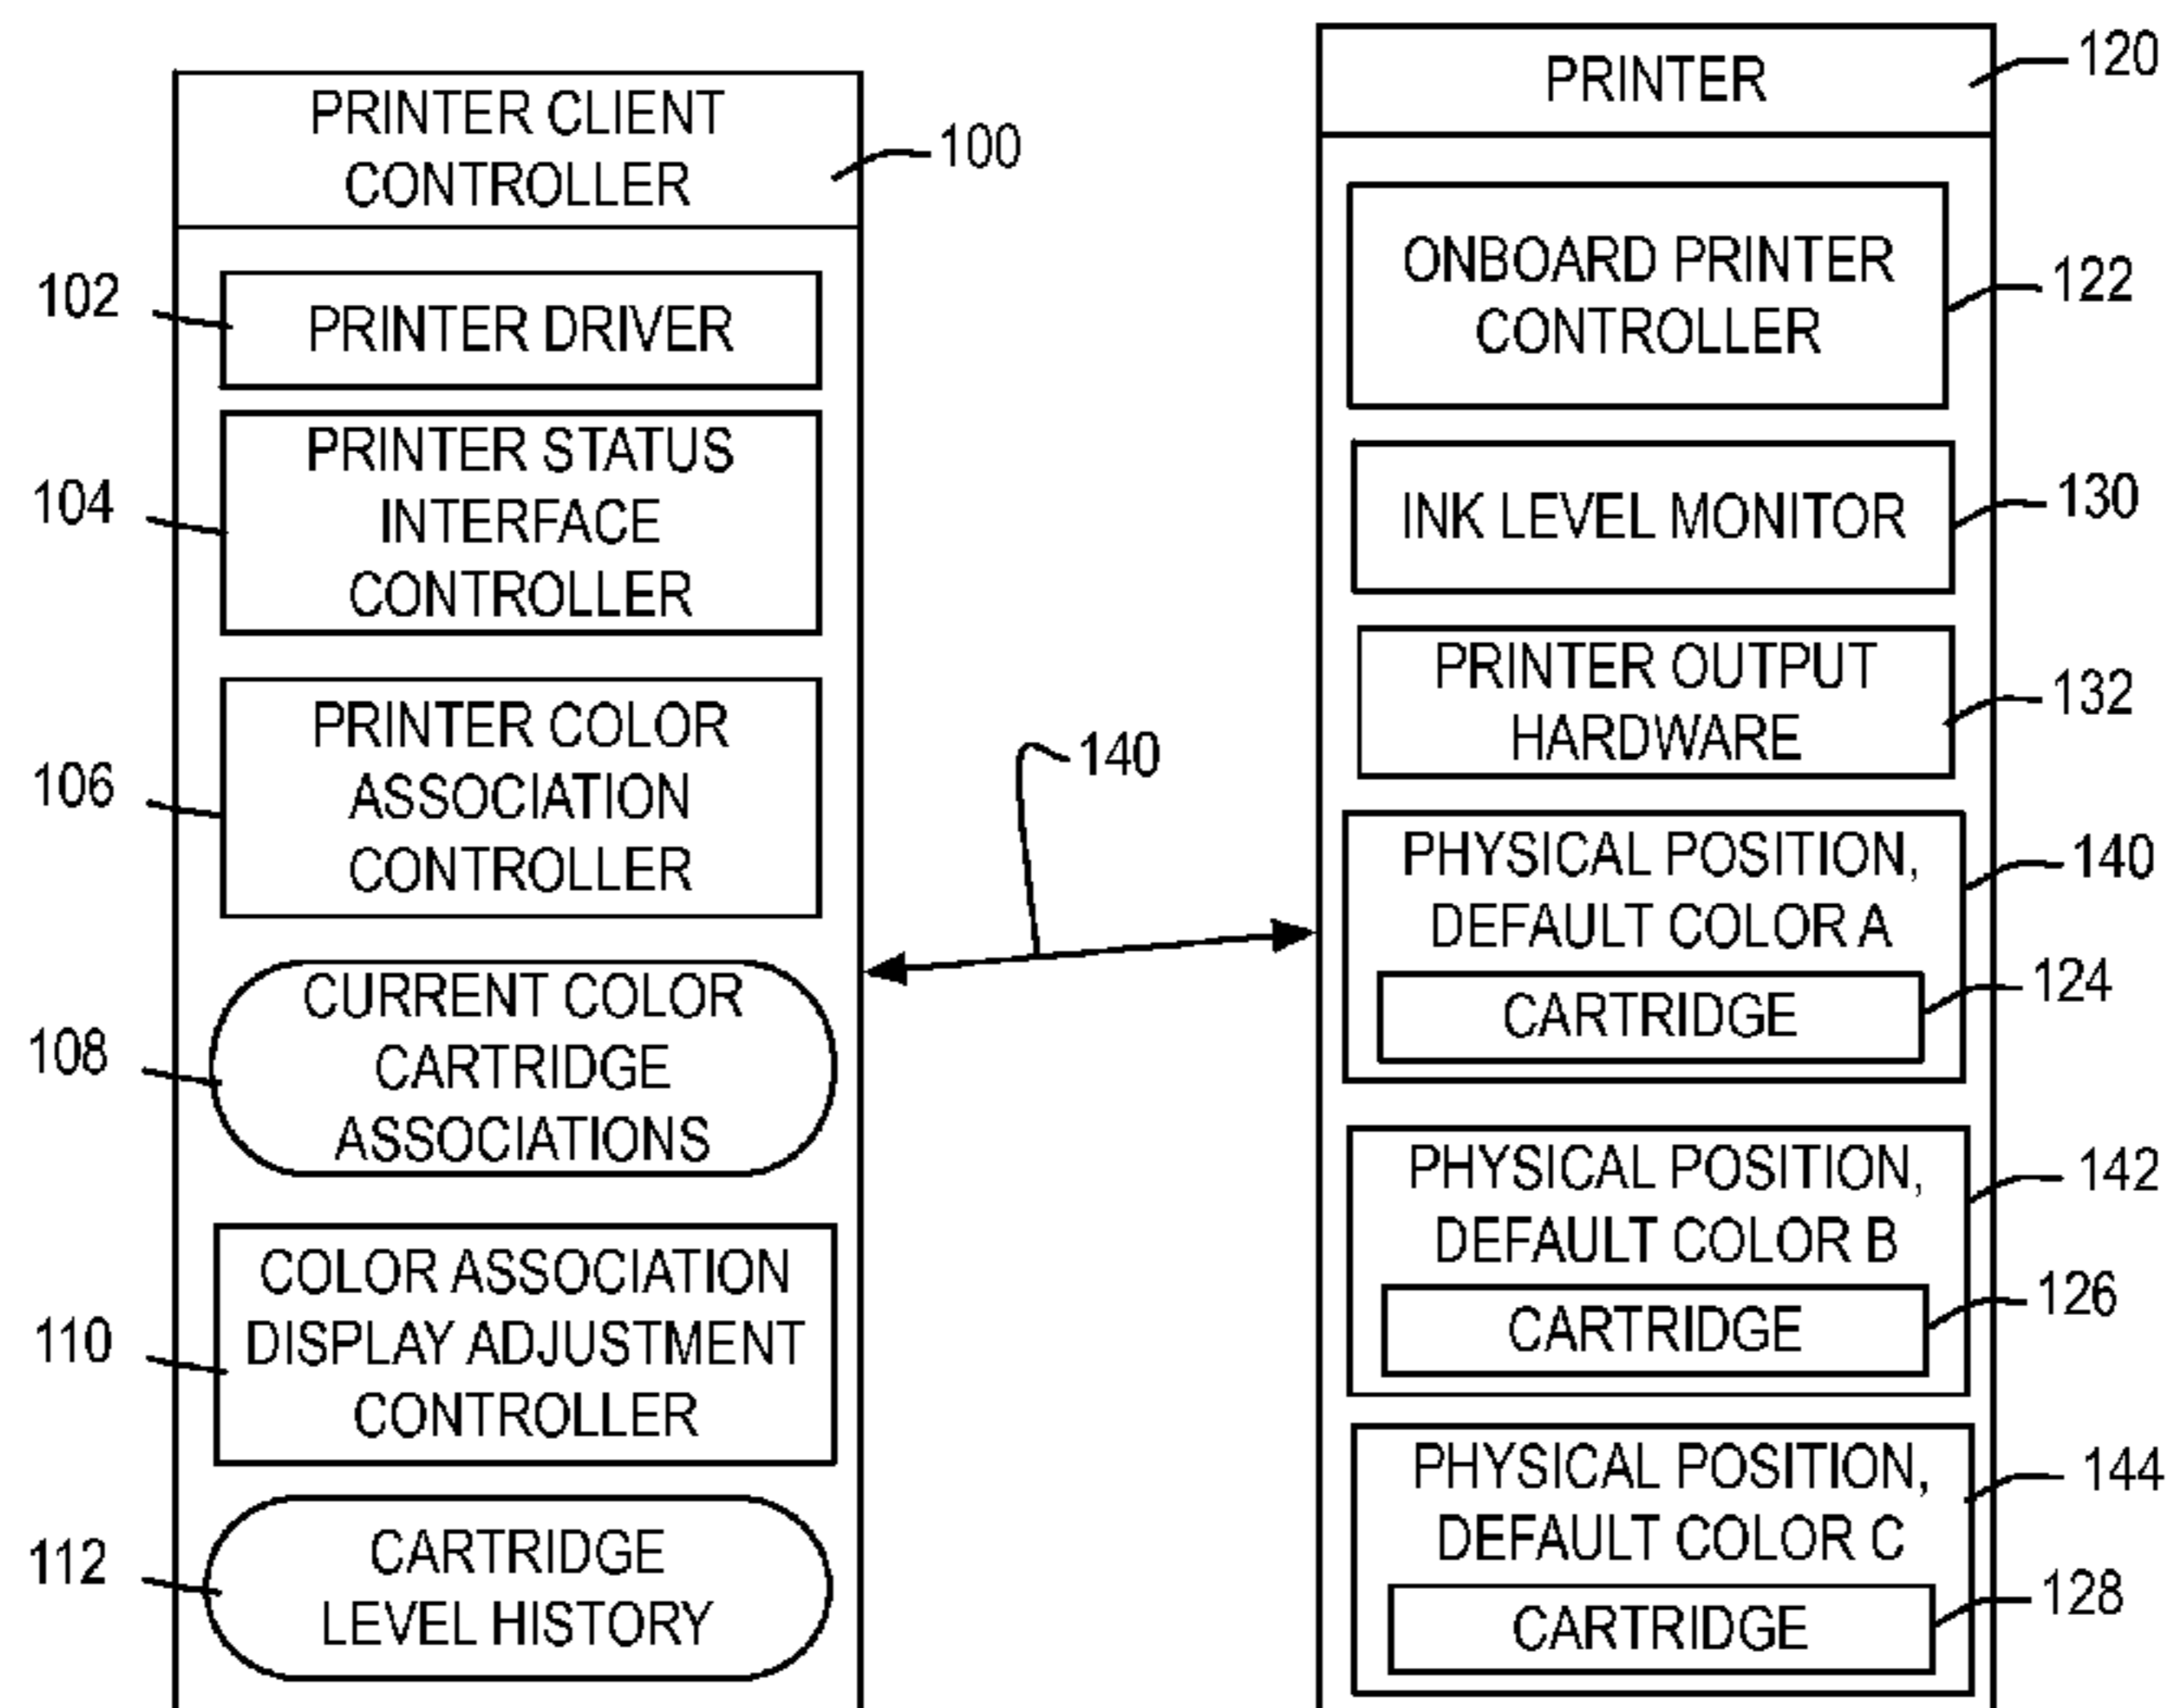 PRINTER CLIENT
CONTROLLER
100
102
PRINTER DRIVER
104
PRINTER STATUS
INTERFACE
CONTROLLER
106
PRINTER COLOR
ASSOCIATION
CONTROLLER
108
CURRENT COLOR
CARTRIDGE
ASSOCIATIONS
110
COLOR ASSOCIATION
DISPLAY ADJUSTMENT
CONTROLLER
112
CARTRIDGE
LEVEL HISTORY
140
PRINTER
120
ONBOARD PRINTER
CONTROLLER
122
INK LEVEL MONITOR
130
PRINTER OUTPUT
HARDWARE
132
PHYSICAL POSITION,
DEFAULT COLOR A
140
CARTRIDGE
124
PHYSICAL POSITION,
DEFAULT COLOR B
142
CARTRIDGE
126
PHYSICAL POSITION,
DEFAULT COLOR C
144
CARTRIDGE
128